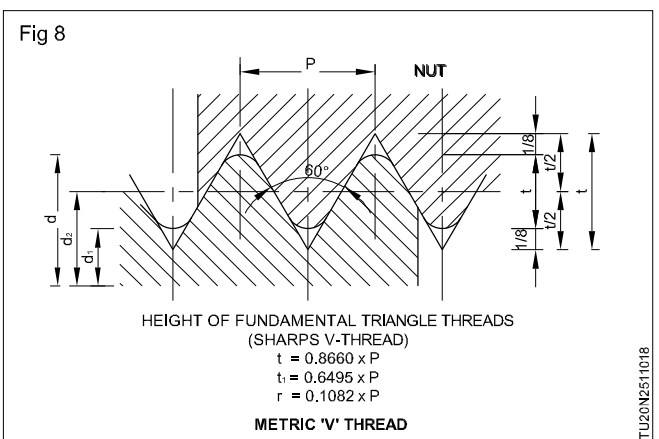 Fig 8
P
NUT
60°
1/8
t/2
t
t
1/8
t/2
d
d₂
d₁
HEIGHT OF FUNDAMENTAL TRIANGLE THREADS
(SHARPS V-THREAD)
t = 0.8660 x P
t₁ = 0.6495 x P
r = 0.1082 x P
METRIC 'V' THREAD
TU20N2511018